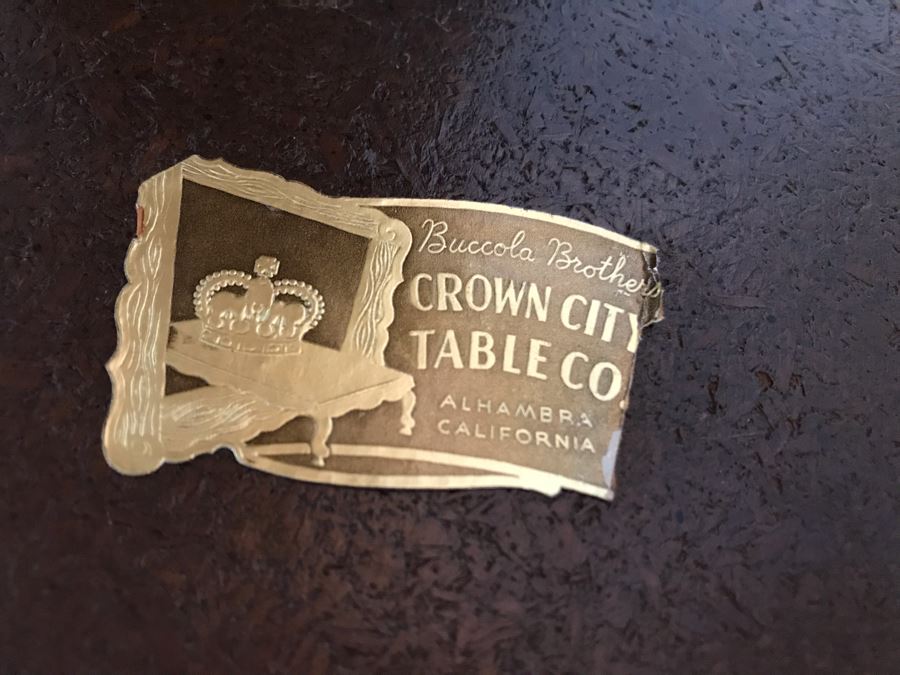 Buccola Brothers
CROWN CITY
TABLE CO.
ALHAMBRA
CALIFORNIA